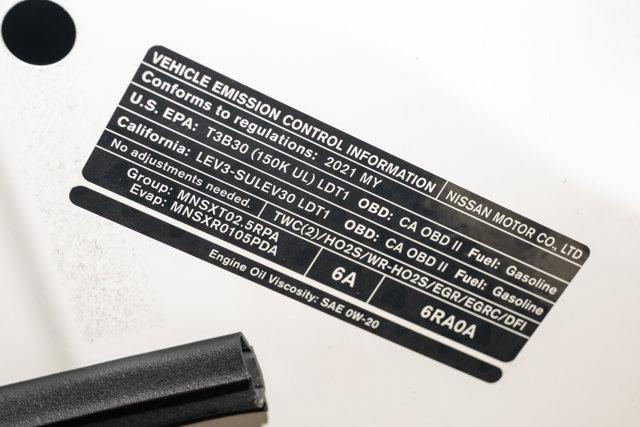 VEHICLE EMISSION CONTROL INFORMATION NISSAN MOTOR CO., LTD
Conforms to regulations: 2021 MY
U.S. EPA: T3B30 (150K UL) LDT1 OBD: CA OBD II Fuel: Gasoline
California: LEV3-SULEV30 LDT1 OBD: CA OBD II Fuel: Gasoline
No adjustments needed. TWC(2)/HO2S/WR-HO2S/EGR/EGRC/DFI
Group: MNSXT02.5RPA
Evap: MNSXR0105PDA 6A 6RA0A
Engine Oil Viscosity: SAE 0W-20